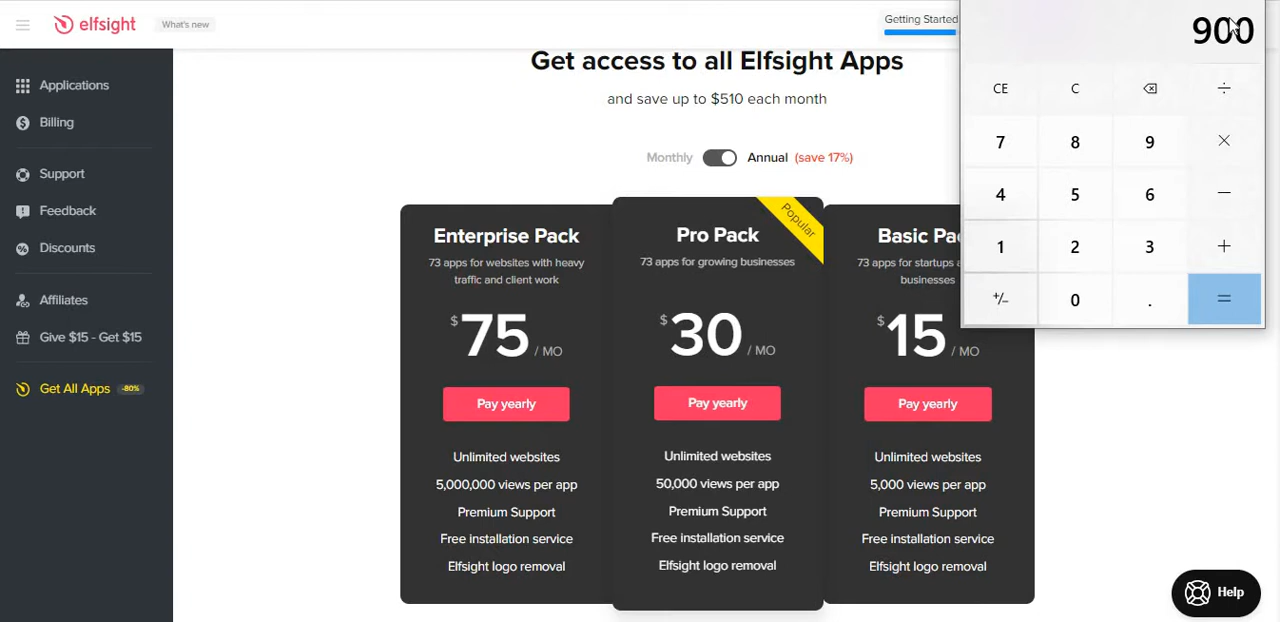 elfsight
What's new
Getting Started
Applications
Billing
Support
Feedback
Discounts
Affiliates
Give $15 - Get $15
Get All Apps -80%
Get access to all Elfsight Apps
and save up to $510 each month
Monthly Annual (save 17%)
Enterprise Pack
73 apps for websites with heavy
traffic and client work
$75 / MO
Pay yearly
Unlimited websites
5,000,000 views per app
Premium Support
Free installation service
Elfsight logo removal
Popular
Pro Pack
73 apps for growing businesses
$30 / MO
Pay yearly
Unlimited websites
50,000 views per app
Premium Support
Free installation service
Elfsight logo removal
Basic
73 apps for startups
businesses
$15 / MO
Pay yearly
Unlimited websites
5,000 views per app
Premium Support
Free installation service
Elfsight logo removal
900
CE C ÷
7 8 9 ×
4 5 6 −
1 2 3 +
+/− 0 . =
Help